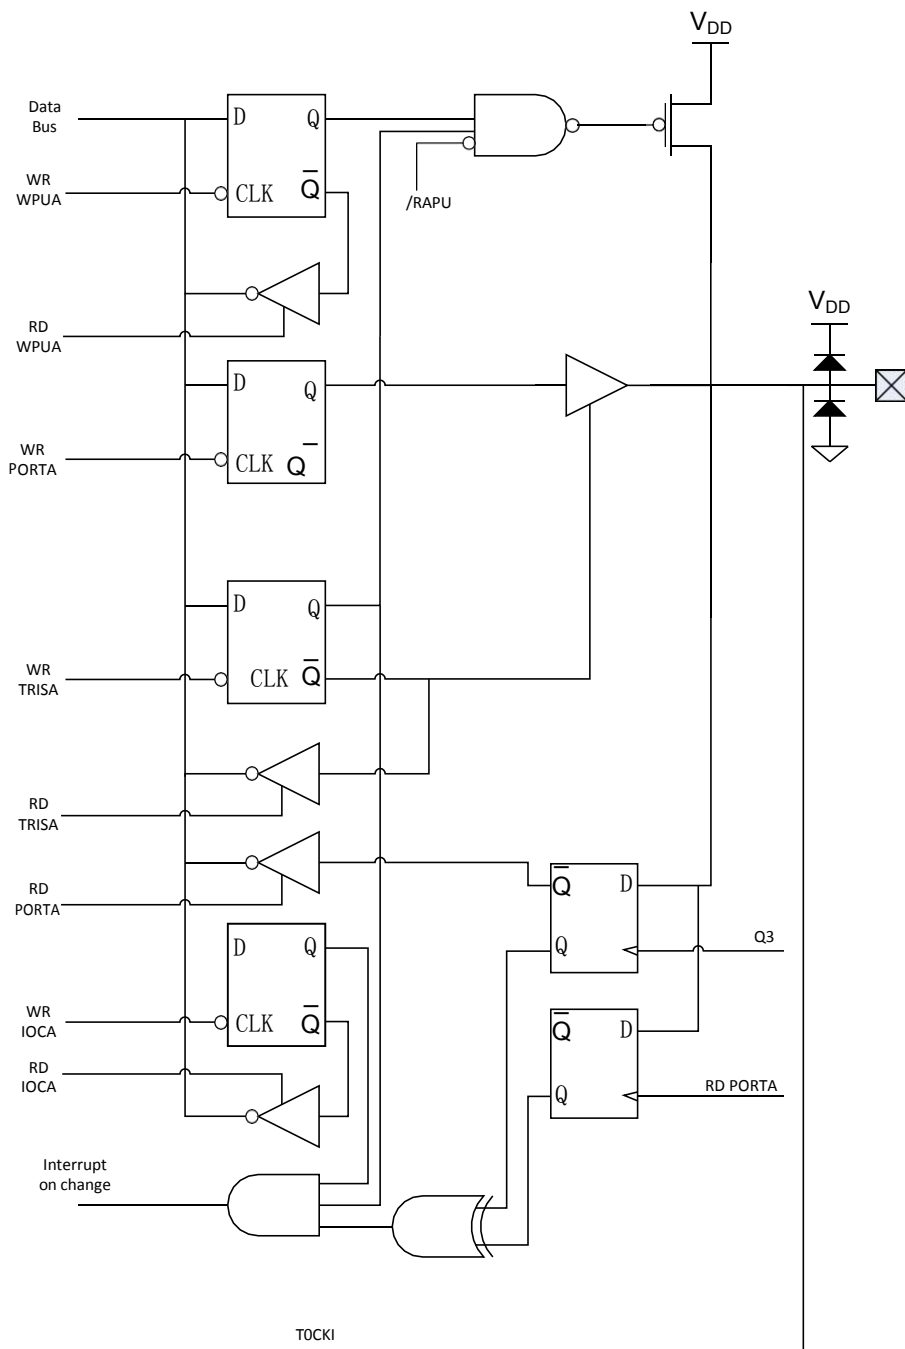 VDD
Data
Bus
D
Q
WR
WPUA
CLK
Q
/RAPU
RD
WPUA
VDD
D
Q
WR
PORTA
CLK
Q
D
Q
WR
TRISA
CLK
Q
RD
TRISA
RD
PORTA
Q
D
Q
Q3
D
Q
WR
IOCA
CLK
Q
Q
D
RD
IOCA
Q
RD PORTA
Interrupt
on change
T0CKI